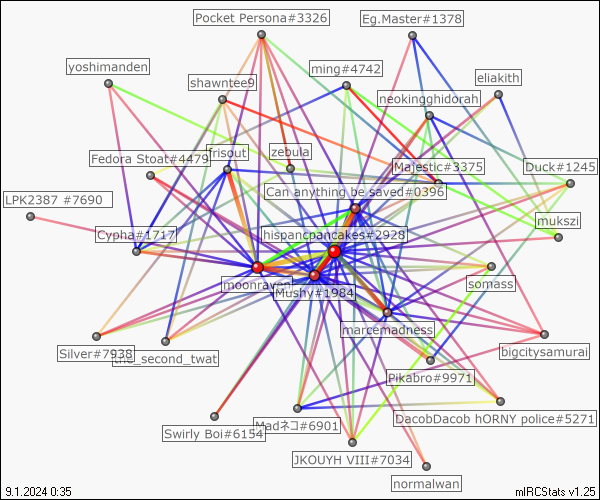 Pocket Persona#3326
Eg.Master#1378
yoshimanden
ming#4742
shawntee9
eliakith
neokingghidorah
frisout
zebula
Fedora Stoat#4479
Majestic#3375
Duck#1245
LPK2387 #7690
Can anything be saved#0396
mukszi
Cypha#1717
hispancpancakes#2928
moonraven
Mushy#1984
somass
marcemadness
Silver#7938
the_second_twat
bigcitysamurai
Pikabro#9971
Swirly Boi#6154
Madネコ#6901
DacobDacob hORNY police#5271
JKOUYH VIII#7034
normalwan
9.1.2024 0:35
mIRCStats v1.25